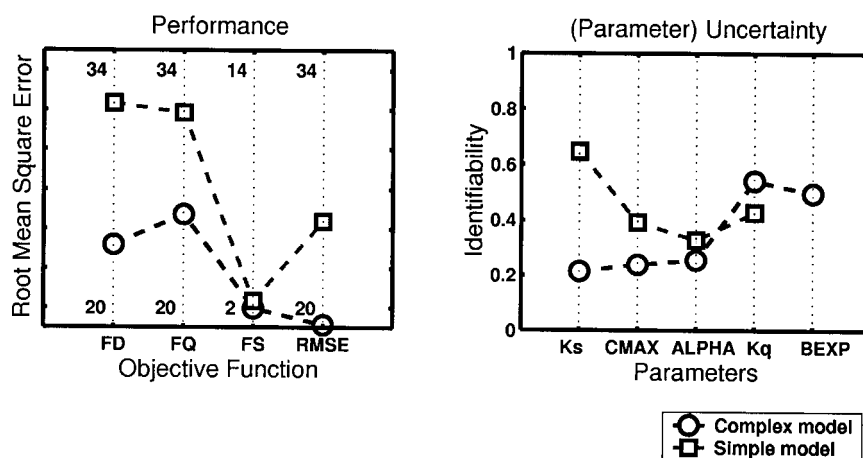 Performance
34 34 14 34
Root Mean Square Error
20 20 2 20
FD FQ FS RMSE
Objective Function
(Parameter) Uncertainty
1
0.8
0.6
0.4
0.2
0
Identifiability
Ks CMAX ALPHA Kq BEXP
Parameters
Complex model
Simple model